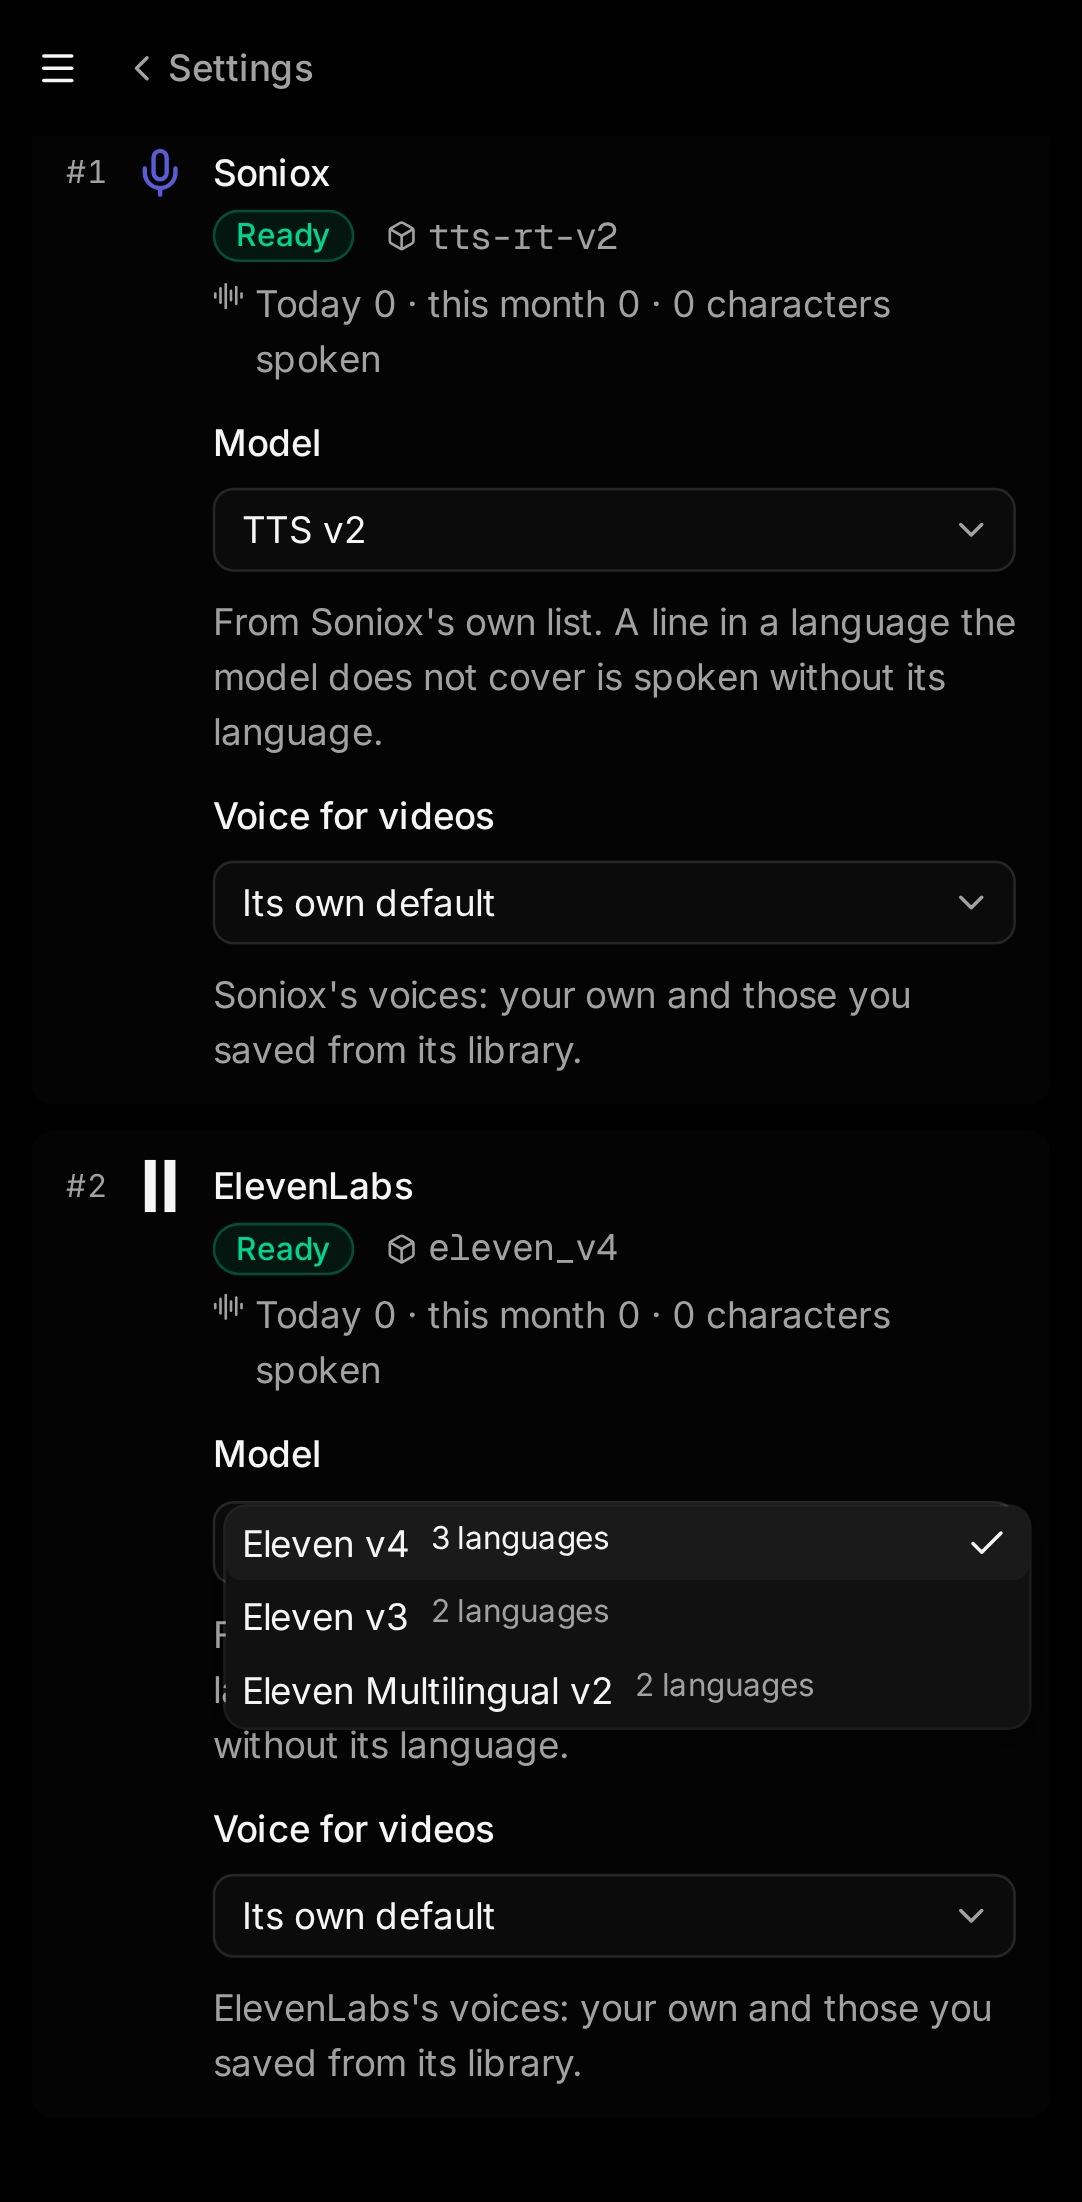 Settings
#1 Soniox
Ready tts-rt-v2
Today 0 · this month 0 · 0 characters
spoken
Model
TTS v2
From Soniox's own list. A line in a language the
model does not cover is spoken without its
language.
Voice for videos
Its own default
Soniox's voices: your own and those you
saved from its library.
#2 ElevenLabs
Ready eleven_v4
Today 0 · this month 0 · 0 characters
spoken
Model
Eleven v4 3 languages
Eleven v3 2 languages
Eleven Multilingual v2 2 languages
without its language.
Voice for videos
Its own default
ElevenLabs's voices: your own and those you
saved from its library.